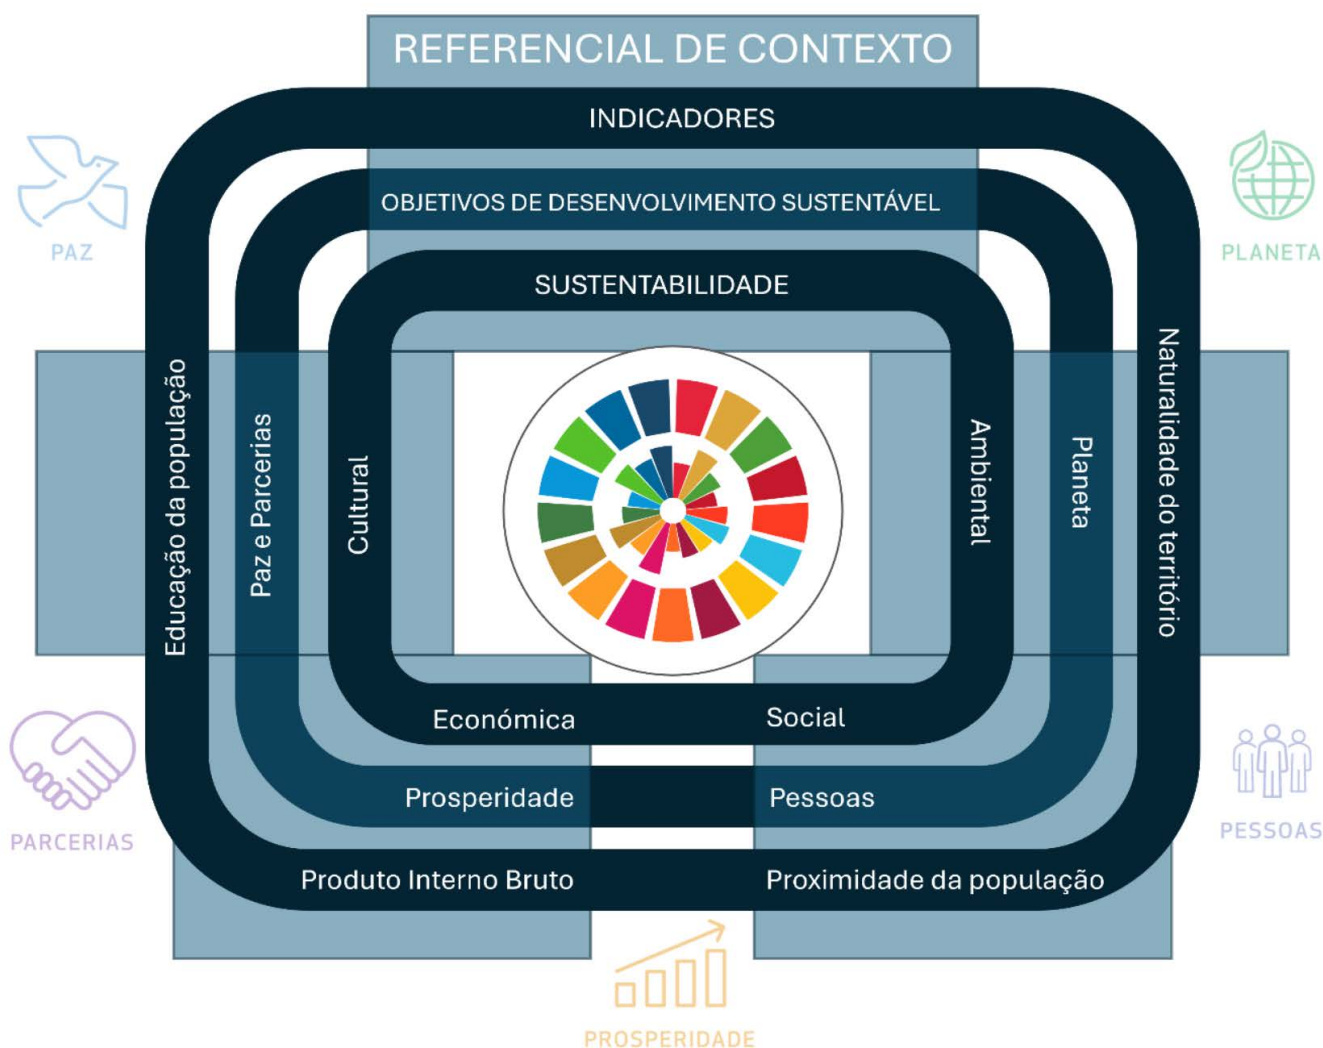 REFERENCIAL DE CONTEXTO
INDICADORES
OBJETIVOS DE DESENVOLVIMENTO SUSTENTÁVEL
SUSTENTABILIDADE
PAZ
PLANETA
Educação da população
Paz e Parcerias
Cultural
Ambiental
Planeta
Naturalidade do território
Económica
Social
Prosperidade
Pessoas
PARCERIAS
PESSOAS
Produto Interno Bruto
Proximidade da população
PROSPERIDADE